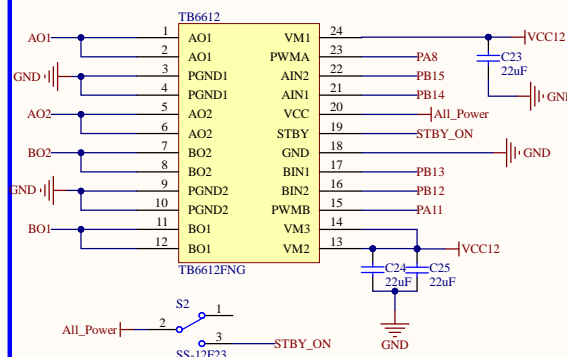 TB6612
AO1 1 AO1 VM1 24 VCC12
2 AO1 PWMA 23 PA8 C23
GND 3 PGND1 AIN2 22 PB15 22uF
4 PGND1 AIN1 21 PB14 GND
AO2 5 AO2 VCC 20 All_Power
6 AO2 STBY 19 STBY_ON
BO2 7 BO2 GND 18 GND
8 BO2 BIN1 17 PB13
GND 9 PGND2 BIN2 16 PB12
10 PGND2 PWMB 15 PA11
BO1 11 BO1 VM3 14
12 BO1 VM2 13 VCC12
TB6612FNG C24 C25
22uF 22uF
S2
1
All_Power 2
3 STBY_ON
GND
SS-12F23